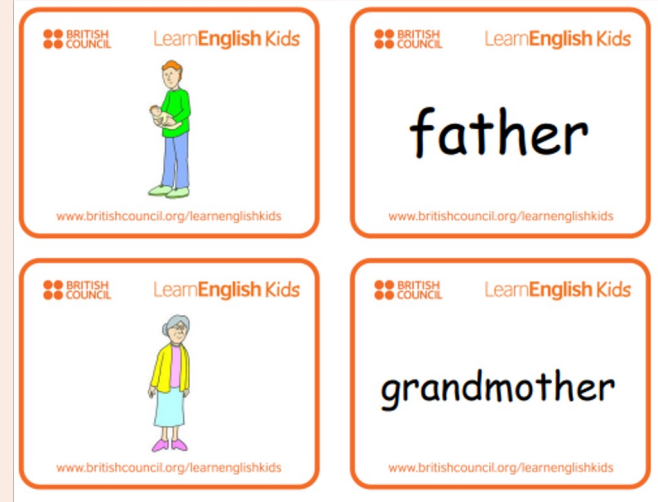 BRITISH
COUNCIL
LearnEnglish Kids
www.britishcouncil.org/learnenglishkids
BRITISH
COUNCIL
LearnEnglish Kids
father
www.britishcouncil.org/learnenglishkids
BRITISH
COUNCIL
LearnEnglish Kids
www.britishcouncil.org/learnenglishkids
BRITISH
COUNCIL
LearnEnglish Kids
grandmother
www.britishcouncil.org/learnenglishkids